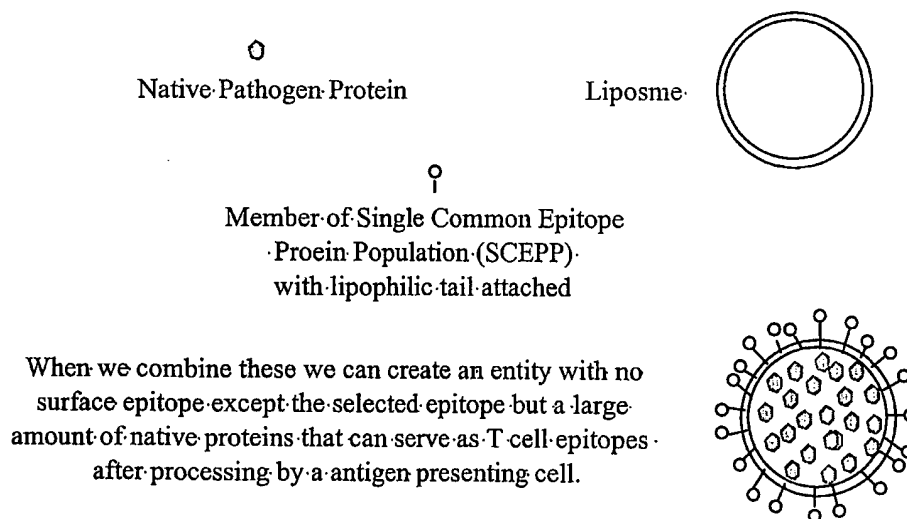 Native Pathogen Protein
Liposme
Member of Single Common Epitope
Proein Population (SCEPP)
with lipophilic tail attached
When we combine these we can create an entity with no
surface epitope except the selected epitope but a large
amount of native proteins that can serve as T cell epitopes
after processing by a antigen presenting cell.